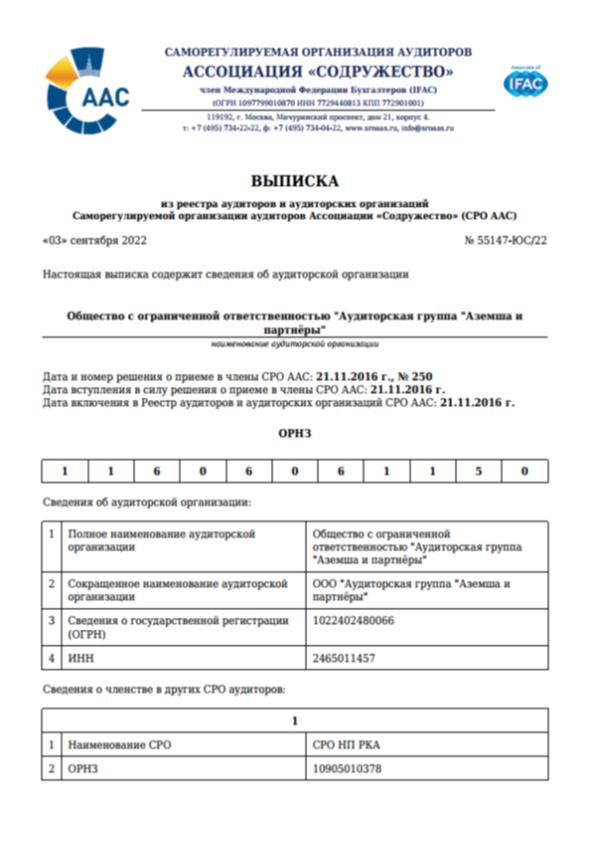 ААС
САМОРЕГУЛИРУЕМАЯ ОРГАНИЗАЦИЯ АУДИТОРОВ
АССОЦИАЦИЯ «СОДРУЖЕСТВО»
член Международной Федерации Бухгалтеров (IFAC)
(ОГРН 1097799010870 ИНН 7729440813 КПП 772901001)
119192, г. Москва, Мичуринский проспект, дом 21, корпус 4.
т: +7 (495) 734-22-22, ф: +7 (495) 734-04-22, www.sroaas.ru, info@sroaas.ru
Associate of
IFAC
ВЫПИСКА
из реестра аудиторов и аудиторских организаций
Саморегулируемой организации аудиторов Ассоциации «Содружество» (СРО ААС)
«03» сентября 2022 № 55147-ЮС/22
Настоящая выписка содержит сведения об аудиторской организации
Общество с ограниченной ответственностью "Аудиторская группа "Аземша и
партнёры"
наименование аудиторской организации
Дата и номер решения о приеме в члены СРО ААС: 21.11.2016 г., № 250
Дата вступления в силу решения о приеме в члены СРО ААС: 21.11.2016 г.
Дата включения в Реестр аудиторов и аудиторских организаций СРО ААС: 21.11.2016 г.
ОРНЗ
1 1 6 0 6 0 6 1 1 5 0
Сведения об аудиторской организации:
1 Полное наименование аудиторской Общество с ограниченной
организации ответственностью "Аудиторская группа
"Аземша и партнёры"
2 Сокращенное наименование аудиторской ООО "Аудиторская группа "Аземша и
организации партнёры"
3 Сведения о государственной регистрации 1022402480066
(ОГРН)
4 ИНН 2465011457
Сведения о членстве в других СРО аудиторов:
1
1 Наименование СРО СРО НП РКА
2 ОРНЗ 10905010378